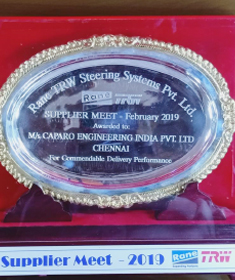 Rane TRW Steering Systems Pvt. Ltd.
Rane TRW
SUPPLIER MEET - February 2019
Awarded to:
M/s CAPARO ENGINEERING INDIA PVT. LTD
CHENNAI
For Commendable Delivery Performance
Supplier Meet - 2019
Rane TRW